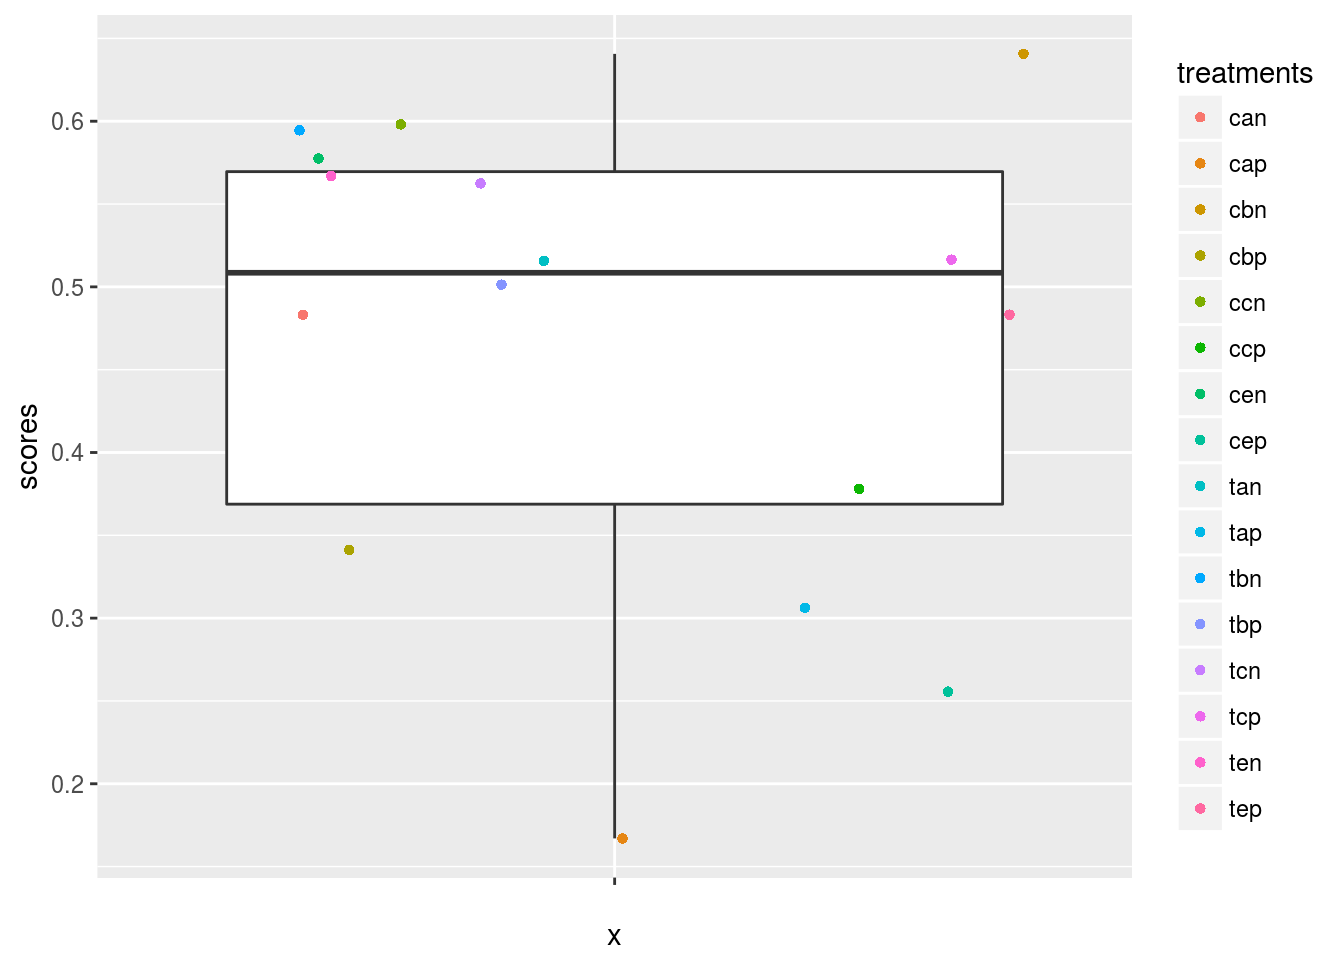 treatments
can
cap
cbn
cbp
ccn
ccp
cen
cep
tan
tap
tbn
tbp
tcn
tcp
ten
tep
scores
0.6
0.5
0.4
0.3
0.2
x